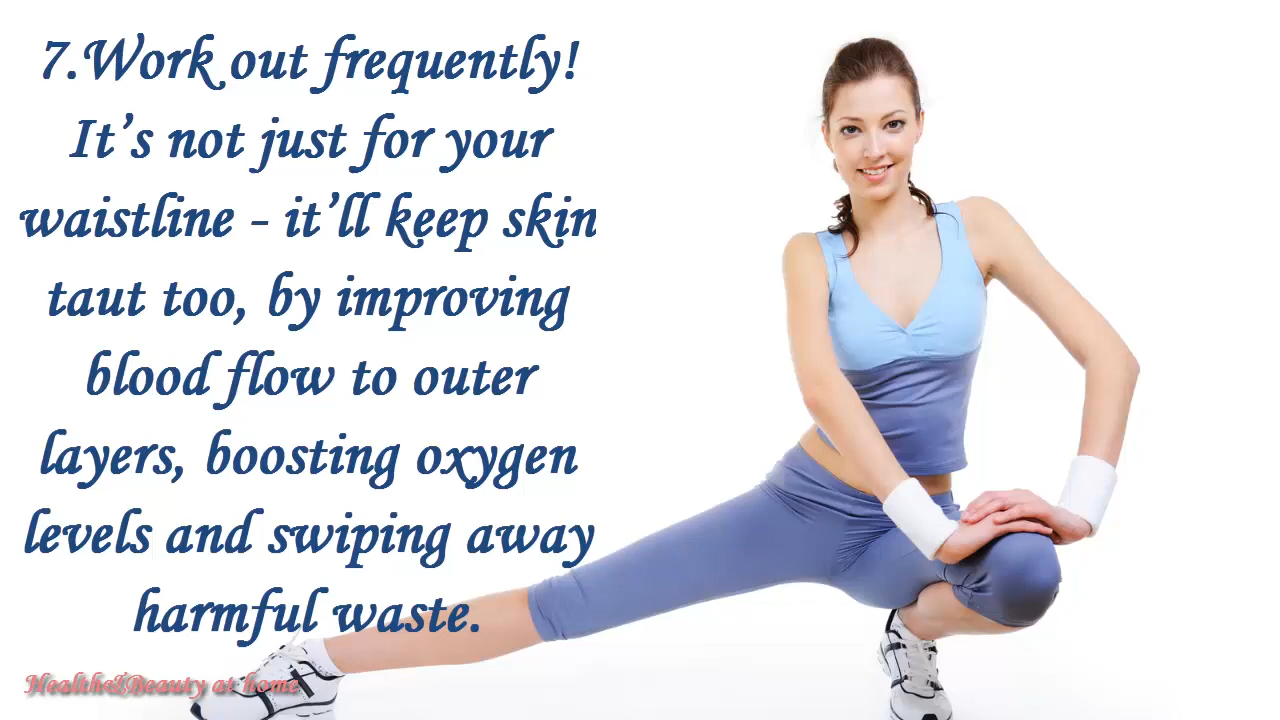 7.Work out frequently!
It’s not just for your
waistline - it’ll keep skin
taut too, by improving
blood flow to outer
layers, boosting oxygen
levels and swiping away
harmful waste.
Health&Beauty at home